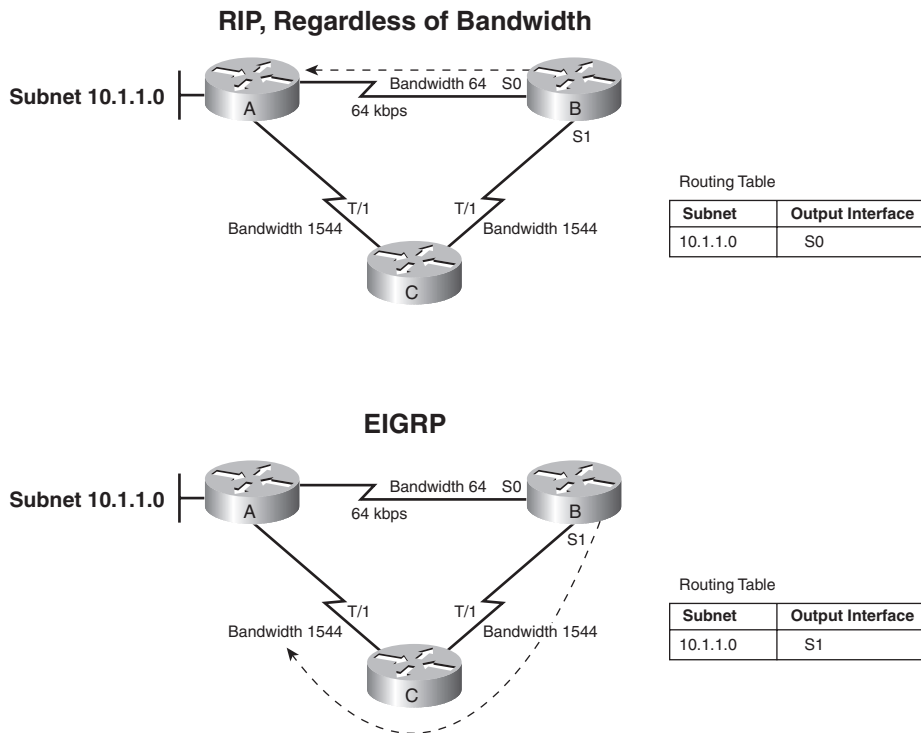 RIP, Regardless of Bandwidth
Subnet 10.1.1.0
A
Bandwidth 64 S0
64 kbps
B
S1
T/1
Bandwidth 1544
T/1
Bandwidth 1544
C
Routing Table
Subnet Output Interface
10.1.1.0 S0
EIGRP
Subnet 10.1.1.0
A
Bandwidth 64 S0
64 kbps
B
S1
T/1
Bandwidth 1544
T/1
Bandwidth 1544
C
Routing Table
Subnet Output Interface
10.1.1.0 S1